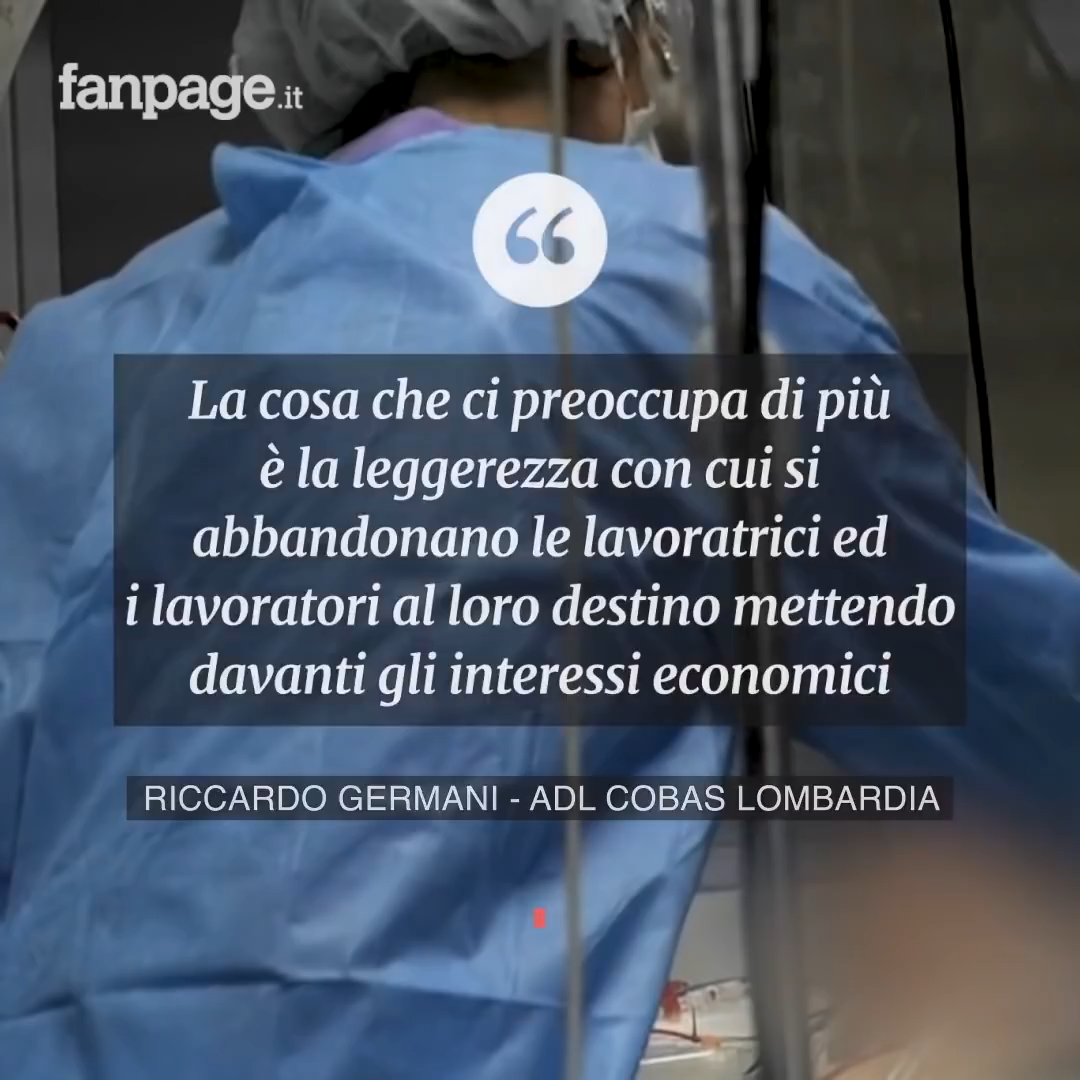 fanpage.it
“
La cosa che ci preoccupa di più
è la leggerezza con cui si
abbandonano le lavoratrici ed
i lavoratori al loro destino mettendo
davanti gli interessi economici
RICCARDO GERMANI - ADL COBAS LOMBARDIA